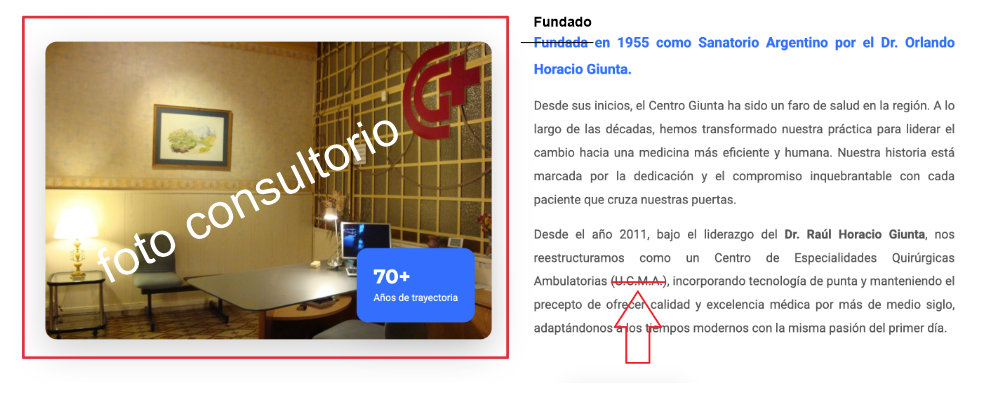 foto consultorio
70+
Años de trayectoria
Fundado
Fundada en 1955 como Sanatorio Argentino por el Dr. Orlando
Horacio Giunta.
Desde sus inicios, el Centro Giunta ha sido un faro de salud en la región. A lo
largo de las décadas, hemos transformado nuestra práctica para liderar el
cambio hacia una medicina más eficiente y humana. Nuestra historia está
marcada por la dedicación y el compromiso inquebrantable con cada
paciente que cruza nuestras puertas.
Desde el año 2011, bajo el liderazgo del Dr. Raúl Horacio Giunta, nos
reestructuramos como un Centro de Especialidades Quirúrgicas
Ambulatorias (U.C.M.A.), incorporando tecnología de punta y manteniendo el
precepto de ofrecer calidad y excelencia médica por más de medio siglo,
adaptándonos a los tiempos modernos con la misma pasión del primer día.